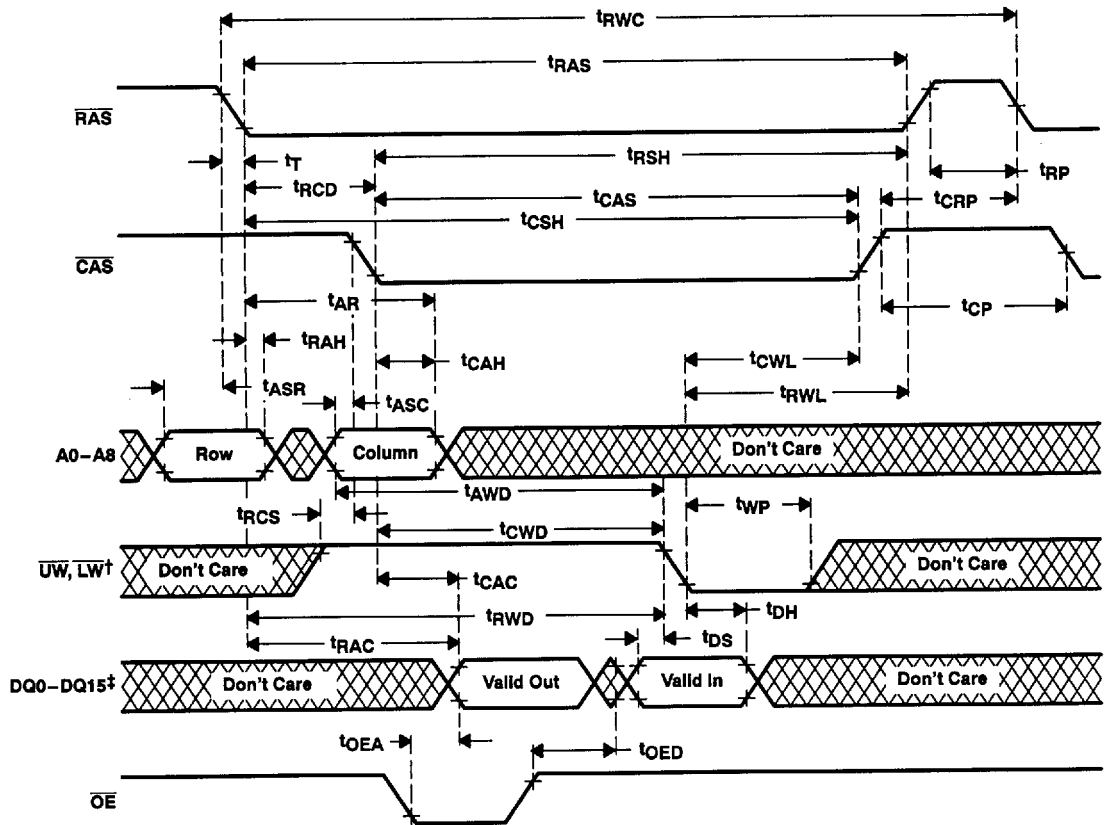 tRWC
tRAS
RAS
tT
tRSH
tRP
tRCD
tCAS
tCRP
tCSH
CAS
tAR
tCP
tRAH
tCAH
tCWL
tASR
tASC
tRWL
A0–A8
Row
Column
Don't Care
tAWD
tRCS
tWP
tCWD
UW, LW†
Don't Care
Don't Care
tCAC
tRWD
tDH
tRAC
tDS
DQ0–DQ15‡
Don't Care
Valid Out
Valid In
Don't Care
tOEA
tOED
OE